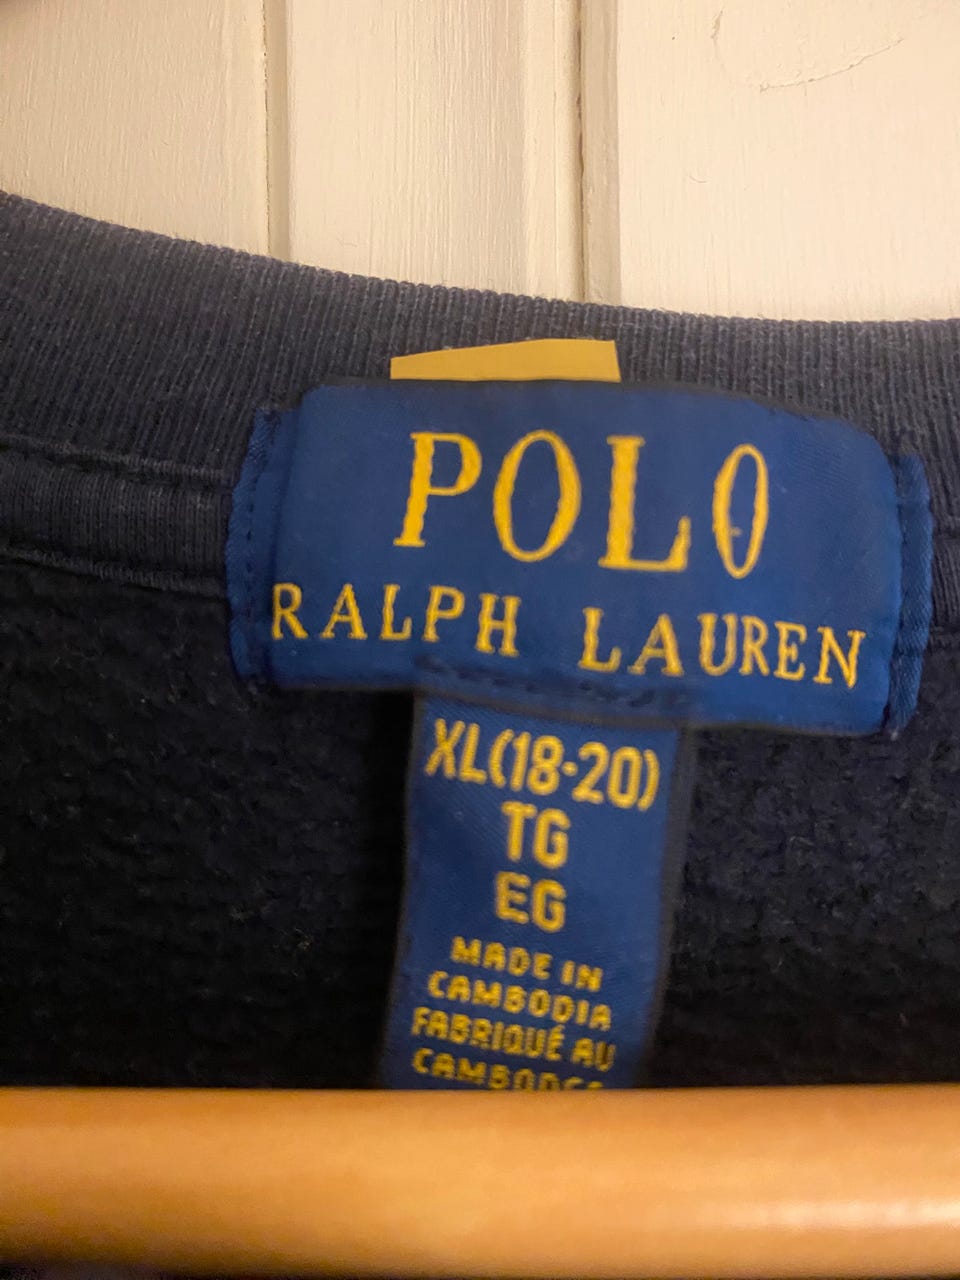 POLO
RALPH LAUREN
XL(18-20)
TG
EG
MADE IN
CAMBODIA
FABRIQUÉ AU